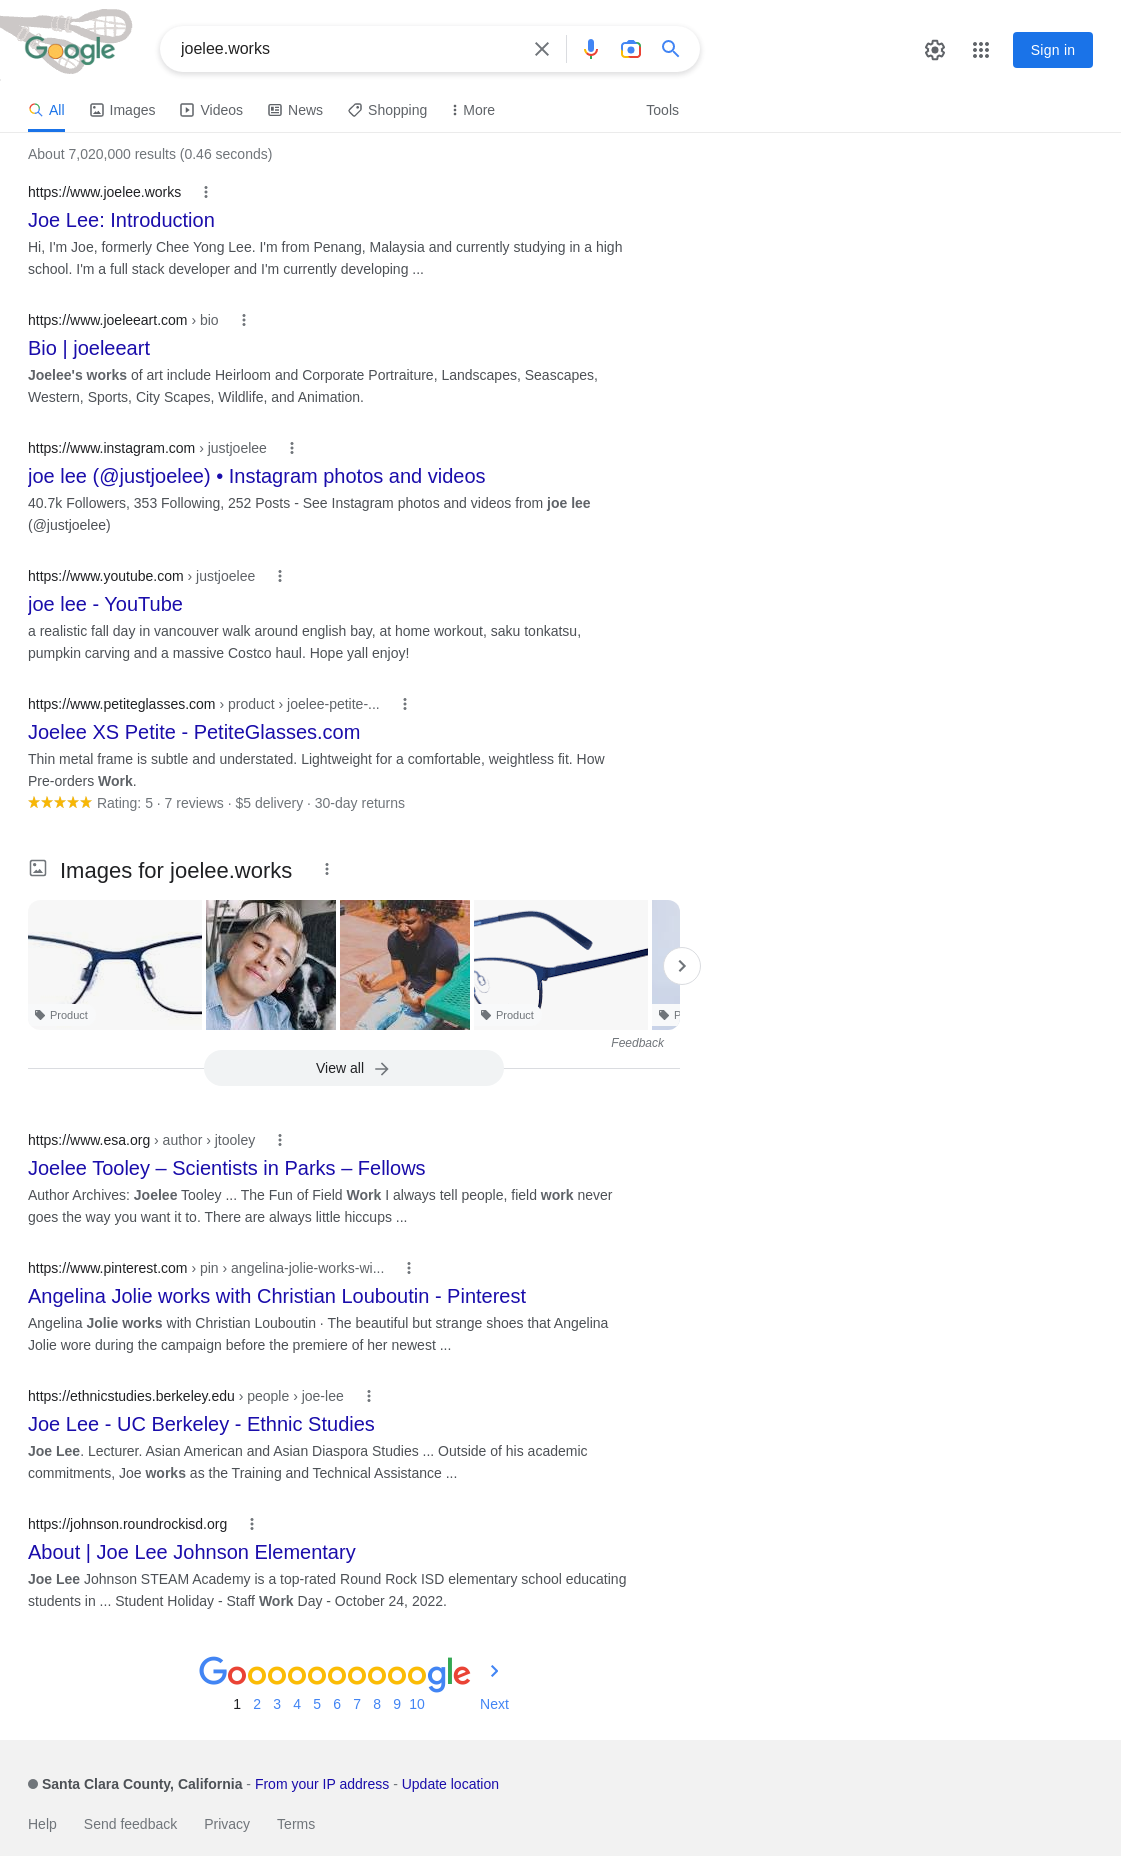 Google
joelee.works
Sign in
All
Images
Videos
News
Shopping
More
Tools
About 7,020,000 results (0.46 seconds)
https://www.joelee.works
Joe Lee: Introduction
Hi, I'm Joe, formerly Chee Yong Lee. I'm from Penang, Malaysia and currently studying in a high
school. I'm a full stack developer and I'm currently developing ...
https://www.joeleeart.com › bio
Bio | joeleeart
Joelee's works of art include Heirloom and Corporate Portraiture, Landscapes, Seascapes,
Western, Sports, City Scapes, Wildlife, and Animation.
https://www.instagram.com › justjoelee
joe lee (@justjoelee) • Instagram photos and videos
40.7k Followers, 353 Following, 252 Posts - See Instagram photos and videos from joe lee
(@justjoelee)
https://www.youtube.com › justjoelee
joe lee - YouTube
a realistic fall day in vancouver walk around english bay, at home workout, saku tonkatsu,
pumpkin carving and a massive Costco haul. Hope yall enjoy!
https://www.petiteglasses.com › product › joelee-petite-...
Joelee XS Petite - PetiteGlasses.com
Thin metal frame is subtle and understated. Lightweight for a comfortable, weightless fit. How
Pre-orders Work.
Rating: 5 · 7 reviews · $5 delivery · 30-day returns
Images for joelee.works
Product
Product
P
Feedback
View all
https://www.esa.org › author › jtooley
Joelee Tooley – Scientists in Parks – Fellows
Author Archives: Joelee Tooley ... The Fun of Field Work I always tell people, field work never
goes the way you want it to. There are always little hiccups ...
https://www.pinterest.com › pin › angelina-jolie-works-wi...
Angelina Jolie works with Christian Louboutin - Pinterest
Angelina Jolie works with Christian Louboutin · The beautiful but strange shoes that Angelina
Jolie wore during the campaign before the premiere of her newest ...
https://ethnicstudies.berkeley.edu › people › joe-lee
Joe Lee - UC Berkeley - Ethnic Studies
Joe Lee. Lecturer. Asian American and Asian Diaspora Studies ... Outside of his academic
commitments, Joe works as the Training and Technical Assistance ...
https://johnson.roundrockisd.org
About | Joe Lee Johnson Elementary
Joe Lee Johnson STEAM Academy is a top-rated Round Rock ISD elementary school educating
students in ... Student Holiday - Staff Work Day - October 24, 2022.
Goooooooooogle
1 2 3 4 5 6 7 8 9 10 Next
Santa Clara County, California - From your IP address - Update location
Help Send feedback Privacy Terms